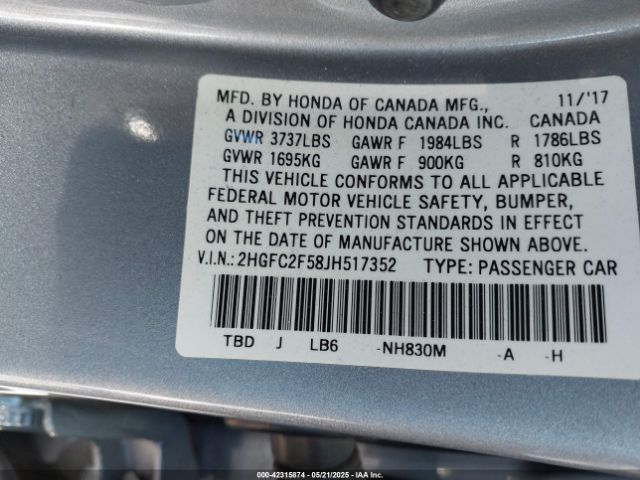 MFD. BY HONDA OF CANADA MFG., 11/'17
A DIVISION OF HONDA CANADA INC. CANADA
GVWR 3737LBS GAWR F 1984LBS R 1786LBS
GVWR 1695KG GAWR F 900KG R 810KG
THIS VEHICLE CONFORMS TO ALL APPLICABLE
FEDERAL MOTOR VEHICLE SAFETY, BUMPER,
AND THEFT PREVENTION STANDARDS IN EFFECT
ON THE DATE OF MANUFACTURE SHOWN ABOVE.
V.I.N.:2HGFC2F58JH517352 TYPE: PASSENGER CAR
TBD J LB6 -NH830M -A -H
000-42315874 | 05/21/2025 | IAA Inc.